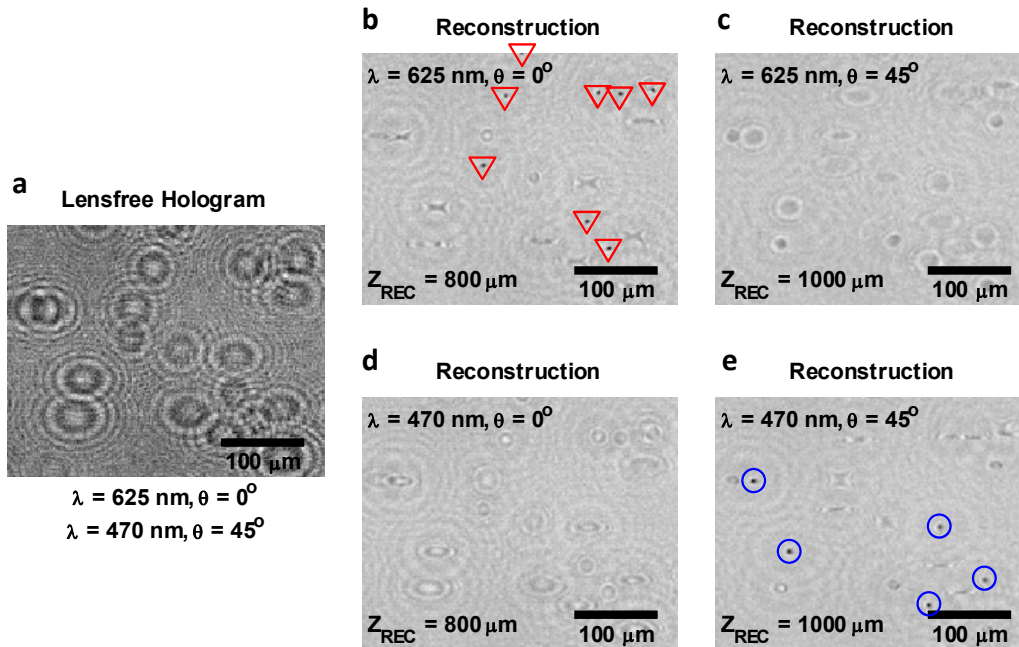 a
Lensfree Hologram
100 μm
λ = 625 nm, θ = 0°
λ = 470 nm, θ = 45°
b
Reconstruction
λ = 625 nm, θ = 0°
Z_REC = 800 μm
100 μm
c
Reconstruction
λ = 625 nm, θ = 45°
Z_REC = 1000 μm
100 μm
d
Reconstruction
λ = 470 nm, θ = 0°
Z_REC = 800 μm
100 μm
e
Reconstruction
λ = 470 nm, θ = 45°
Z_REC = 1000 μm
100 μm